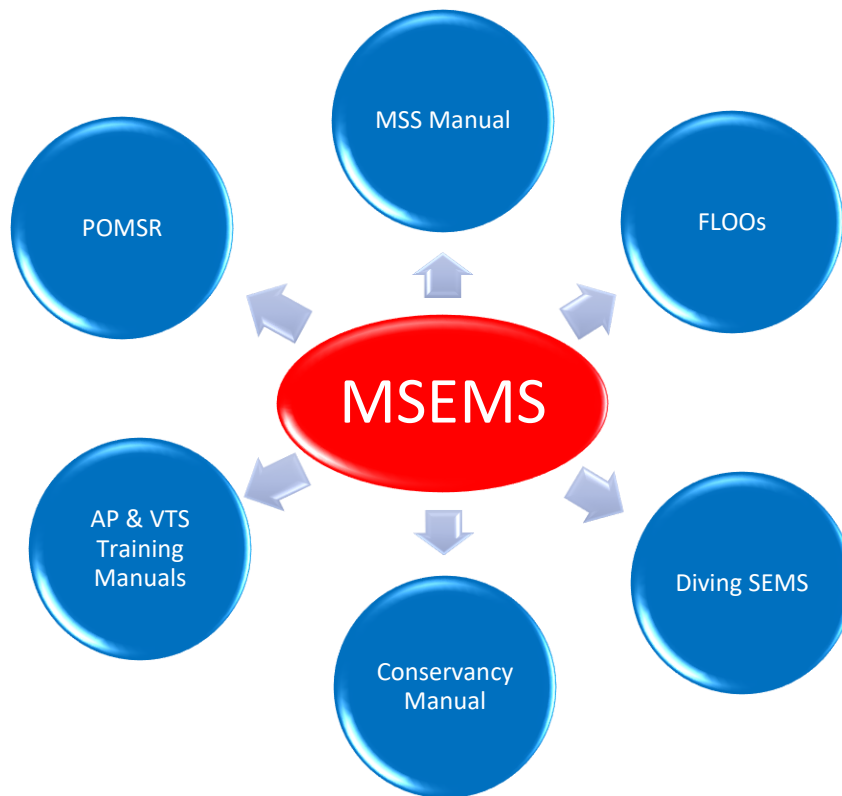 MSS Manual
POMSR
FLOOs
MSEMS
AP & VTS
Training
Manuals
Diving SEMS
Conservancy
Manual